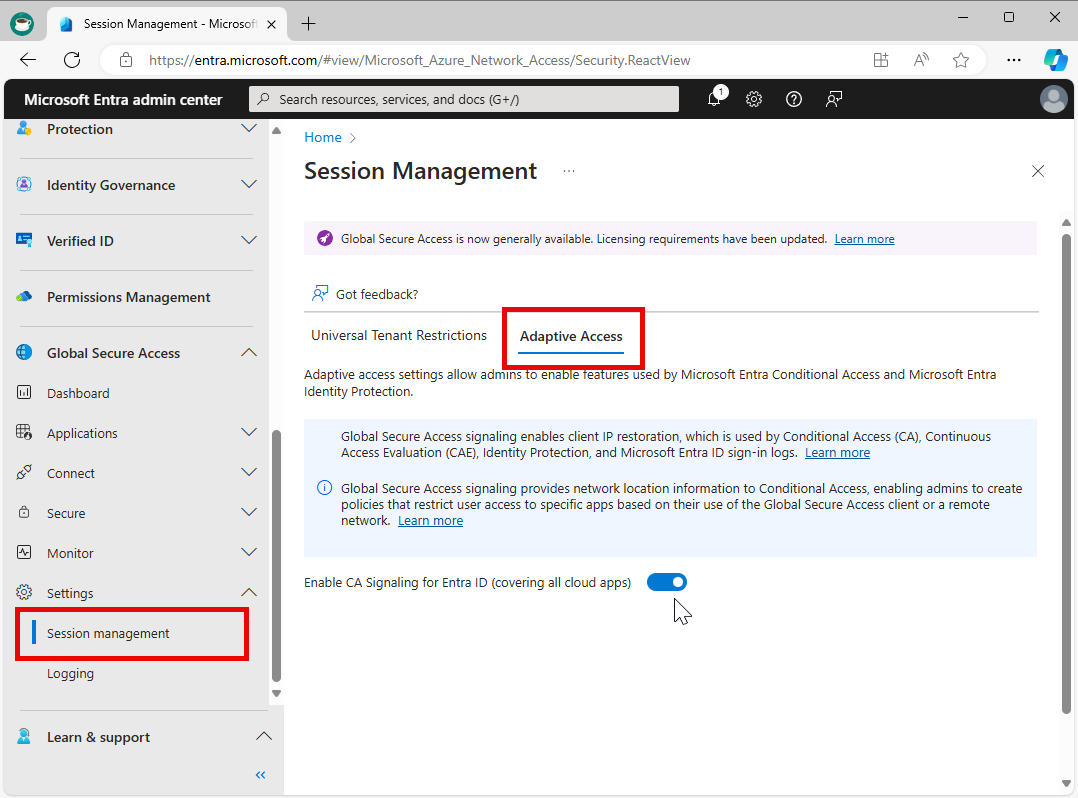 Session Management - Microsof
https://entra.microsoft.com/#view/Microsoft_Azure_Network_Access/Security.ReactView
Microsoft Entra admin center
Search resources, services, and docs (G+/)
1
Protection
Identity Governance
Verified ID
Permissions Management
Global Secure Access
Dashboard
Applications
Connect
Secure
Monitor
Settings
Session management
Logging
Learn & support
Home
Session Management
Global Secure Access is now generally available. Licensing requirements have been updated. Learn more
Got feedback?
Universal Tenant Restrictions
Adaptive Access
Adaptive access settings allow admins to enable features used by Microsoft Entra Conditional Access and Microsoft Entra
Identity Protection.
Global Secure Access signaling enables client IP restoration, which is used by Conditional Access (CA), Continuous
Access Evaluation (CAE), Identity Protection, and Microsoft Entra ID sign-in logs. Learn more
Global Secure Access signaling provides network location information to Conditional Access, enabling admins to create
policies that restrict user access to specific apps based on their use of the Global Secure Access client or a remote
network. Learn more
Enable CA Signaling for Entra ID (covering all cloud apps)